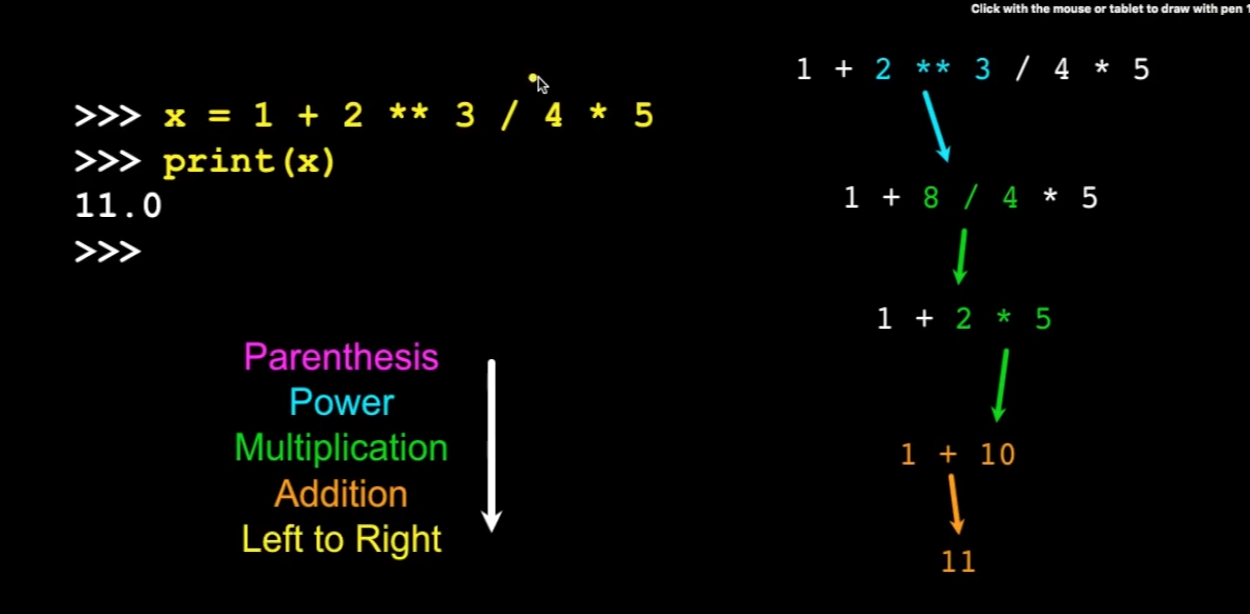 Click with the mouse or tablet to draw with pen 1
>>> x = 1 + 2 ** 3 / 4 * 5
>>> print(x)
11.0
>>>
Parenthesis
Power
Multiplication
Addition
Left to Right
1 + 2 ** 3 / 4 * 5
1 + 8 / 4 * 5
1 + 2 * 5
1 + 10
11